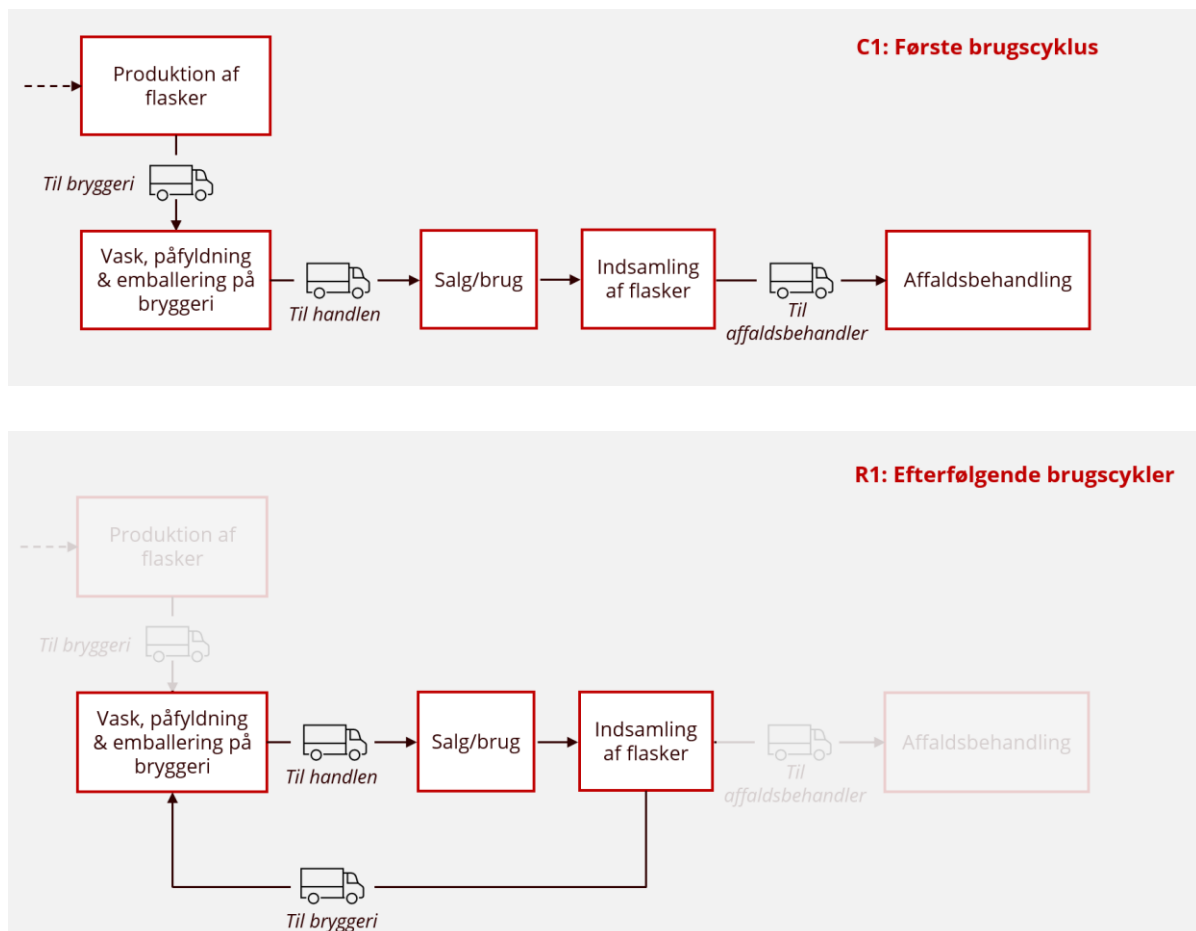 C1: Første brugscyklus
Produktion af
flasker
Til bryggeri
Vask, påfyldning
& emballering på
bryggeri
Til handlen
Salg/brug
Indsamling
af flasker
Til
affaldsbehandler
Affaldsbehandling
R1: Efterfølgende brugscykler
Produktion af
flasker
Til bryggeri
Vask, påfyldning
& emballering på
bryggeri
Til handlen
Salg/brug
Indsamling
af flasker
Til
affaldsbehandler
Affaldsbehandling
Til bryggeri